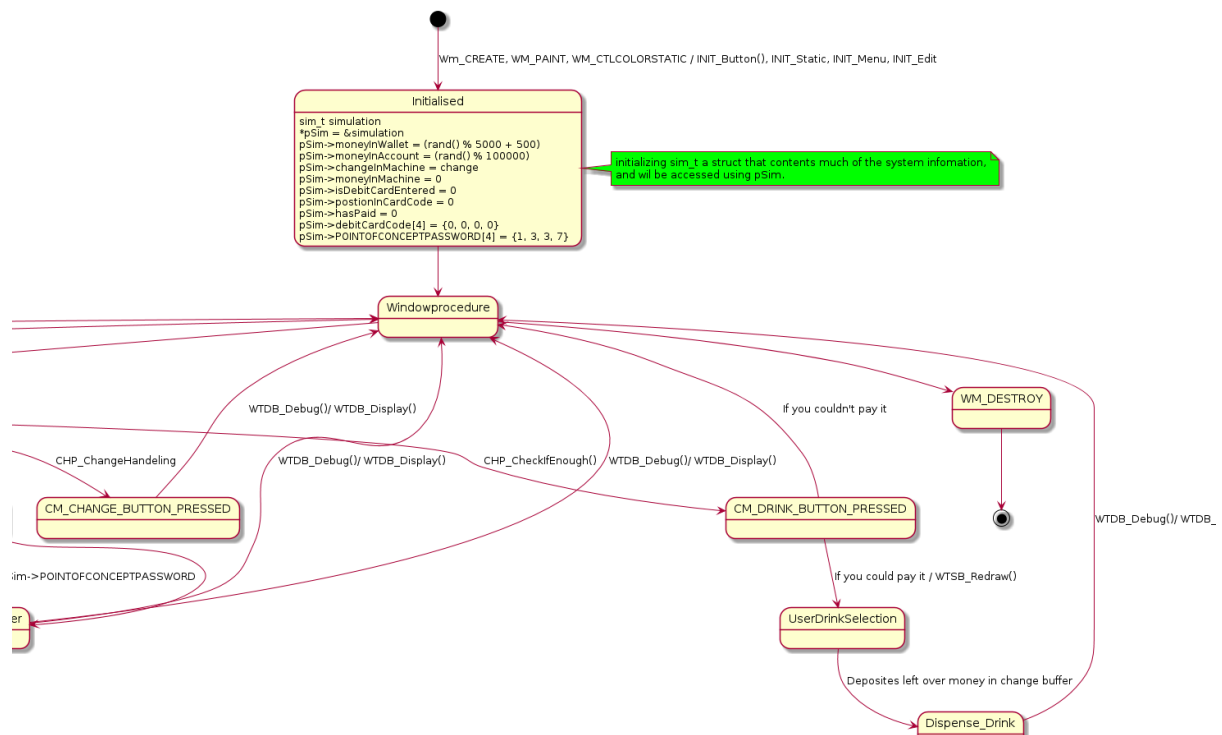 Wm_CREATE, WM_PAINT, WM_CTLCOLORSTATIC / INIT_Button(), INIT_Static, INIT_Menu, INIT_Edit
Initialised
sim_t simulation
*pSim = &simulation
pSim->moneyInWallet = (rand() % 5000 + 500)
pSim->moneyInAccount = (rand() % 100000)
pSim->changeInMachine = change
pSim->moneyInMachine = 0
pSim->isDebitCardEntered = 0
pSim->postionInCardCode = 0
pSim->hasPaid = 0
pSim->debitCardCode[4] = {0, 0, 0, 0}
pSim->POINTOFCONCEPTPASSWORD[4] = {1, 3, 3, 7}
initializing sim_t a struct that contents much of the system infomation,
and wil be accessed using pSim.
Windowprocedure
WM_DESTROY
WTDB_Debug()/ WTDB_Display()
If you couldn't pay it
CHP_ChangeHandeling
WTDB_Debug()/ WTDB_Display()
CHP_CheckIfEnough()
WTDB_Debug()/ WTDB_Display()
CM_CHANGE_BUTTON_PRESSED
CM_DRINK_BUTTON_PRESSED
WTDB_Debug()/ WTDB_
im->POINTOFCONCEPTPASSWORD
If you could pay it / WTSB_Redraw()
er
UserDrinkSelection
Deposites left over money in change buffer
Dispense_Drink